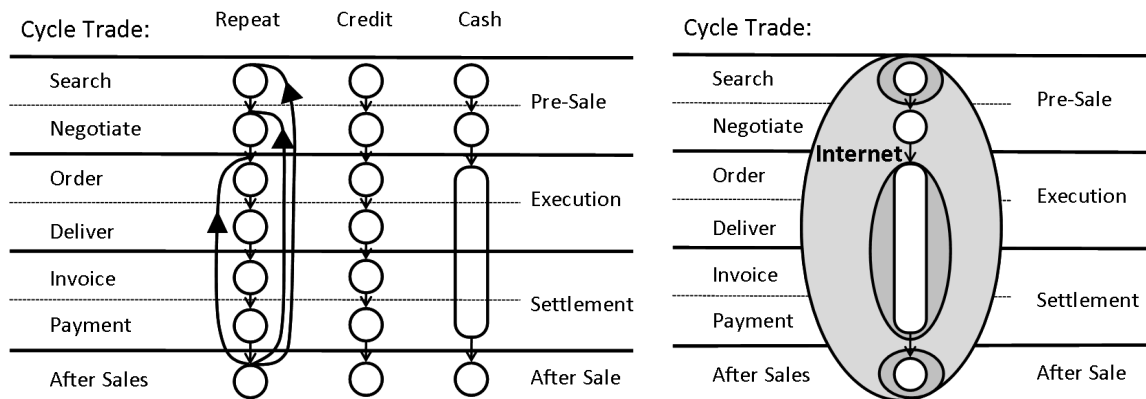 Cycle Trade: Repeat Credit Cash
Search
Pre-Sale
Negotiate
Order
Execution
Deliver
Invoice
Settlement
Payment
After Sales After Sale
Cycle Trade:
Search
Pre-Sale
Negotiate
Internet
Order
Execution
Deliver
Invoice
Settlement
Payment
After Sales After Sale